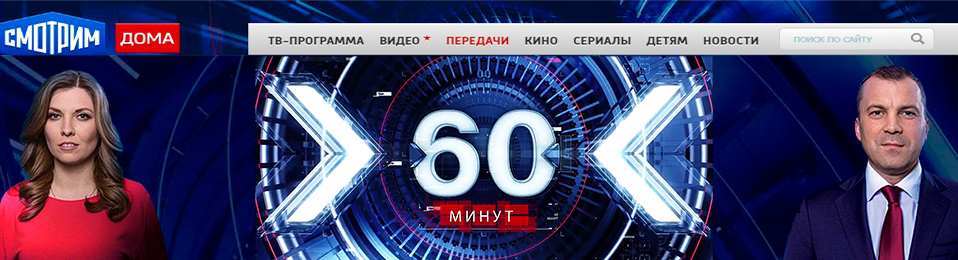 СМОТРИМ ДОМА
ТВ-ПРОГРАММА ВИДЕО ПЕРЕДАЧИ КИНО СЕРИАЛЫ ДЕТЯМ НОВОСТИ ПОИСК ПО САЙТУ
60
МИНУТ